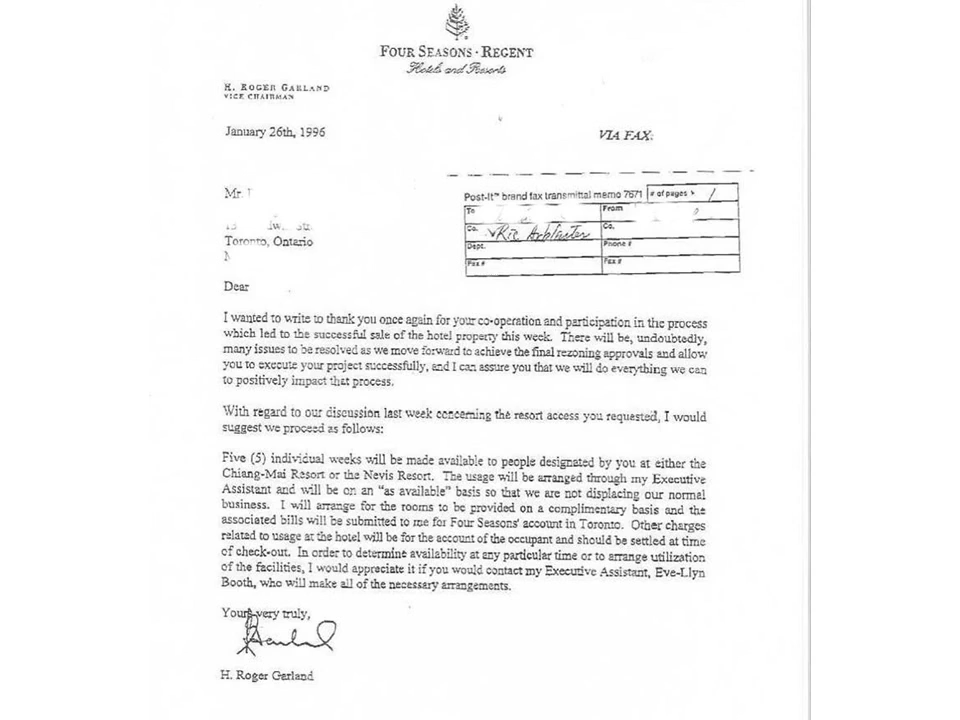 FOUR SEASONS · REGENT
Hotels and Resorts
H. ROGER GARLAND
VICE CHAIRMAN
January 26th, 1996
VIA FAX:
Mr.
Post-It™ brand fax transmittal memo 7671 # of pages ▸ 1
To From
Co. Ric Co.
Dept. Phone #
Fax # Fax #
Toronto, Ontario
Dear
I wanted to write to thank you once again for your co-operation and participation in the process
which led to the successful sale of the hotel property this week. There will be, undoubtedly,
many issues to be resolved as we move forward to achieve the final rezoning approvals and allow
you to execute your project successfully, and I can assure you that we will do everything we can
to positively impact that process.
With regard to our discussion last week concerning the resort access you requested, I would
suggest we proceed as follows:
Five (5) individual weeks will be made available to people designated by you at either the
Chiang-Mai Resort or the Nevis Resort. The usage will be arranged through my Executive
Assistant and will be on an "as available" basis so that we are not displacing our normal
business. I will arrange for the rooms to be provided on a complimentary basis and the
associated bills will be submitted to me for Four Seasons' account in Toronto. Other charges
related to usage at the hotel will be for the account of the occupant and should be settled at time
of check-out. In order to determine availability at any particular time or to arrange utilization
of the facilities, I would appreciate it if you would contact my Executive Assistant, Eve-Llyn
Booth, who will make all of the necessary arrangements.
Yours very truly,
H. Roger Garland